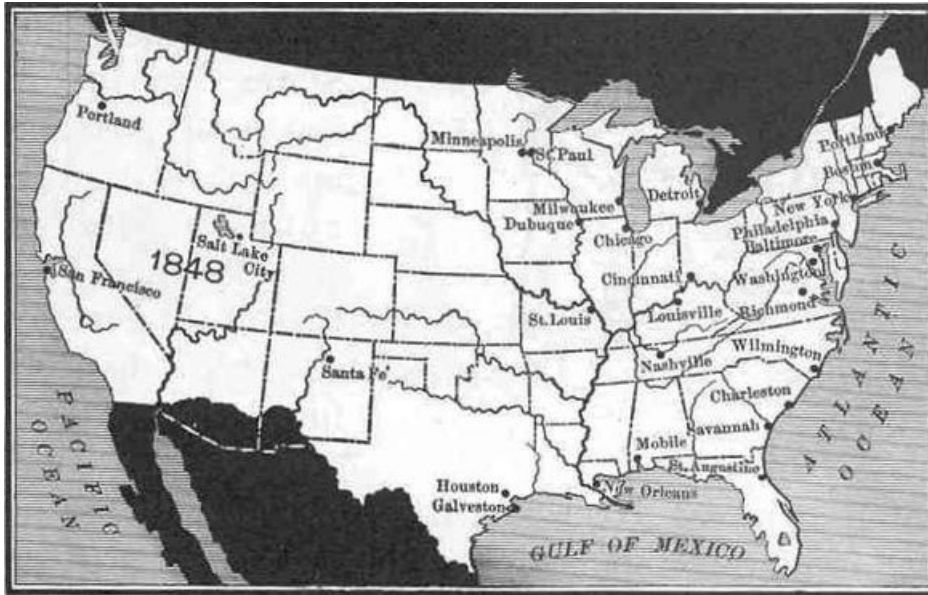 Portland
Minneapolis
St. Paul
Portland
Boston
Detroit
New York
Milwaukee
Dubuque
Philadelphia
Baltimore
Chicago
Salt Lake
City
1848
San Francisco
Cincinnati
Washington
St. Louis
Louisville
Richmond
Santa Fe
Nashville
Wilmington
Charleston
Savannah
Mobile
St. Augustine
New Orleans
Houston
Galveston
PACIFIC
OCEAN
ATLANTIC
OCEAN
GULF OF MEXICO